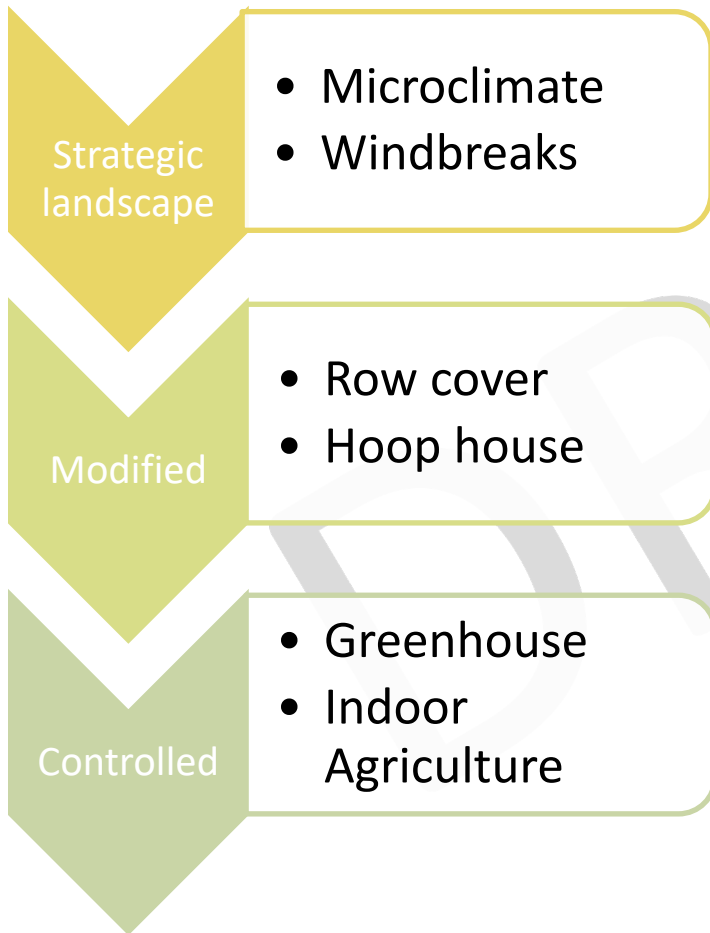 Strategic
landscape
• Microclimate
• Windbreaks
Modified
• Row cover
• Hoop house
Controlled
• Greenhouse
• Indoor
Agriculture